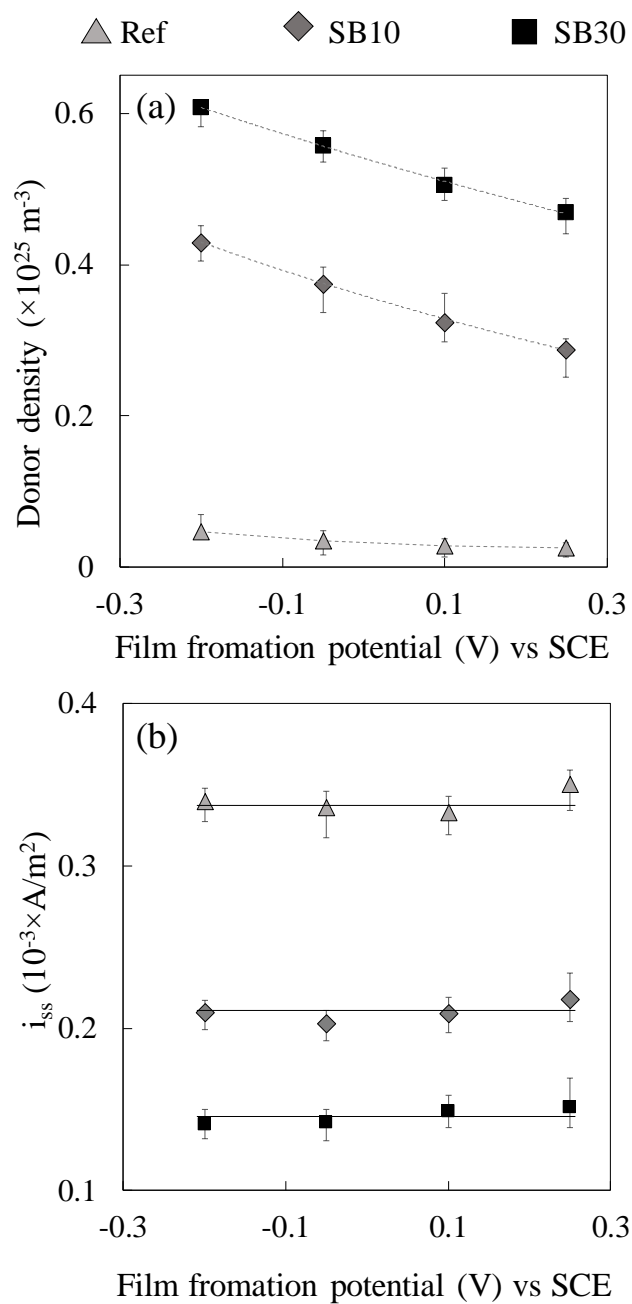 Ref SB10 SB30
(a)
Donor density (×10²⁵ m⁻³)
0.6
0.4
0.2
0
-0.3 -0.1 0.1 0.3
Film fromation potential (V) vs SCE
(b)
i_ss (10⁻³×A/m²)
0.4
0.3
0.2
0.1
-0.3 -0.1 0.1 0.3
Film fromation potential (V) vs SCE